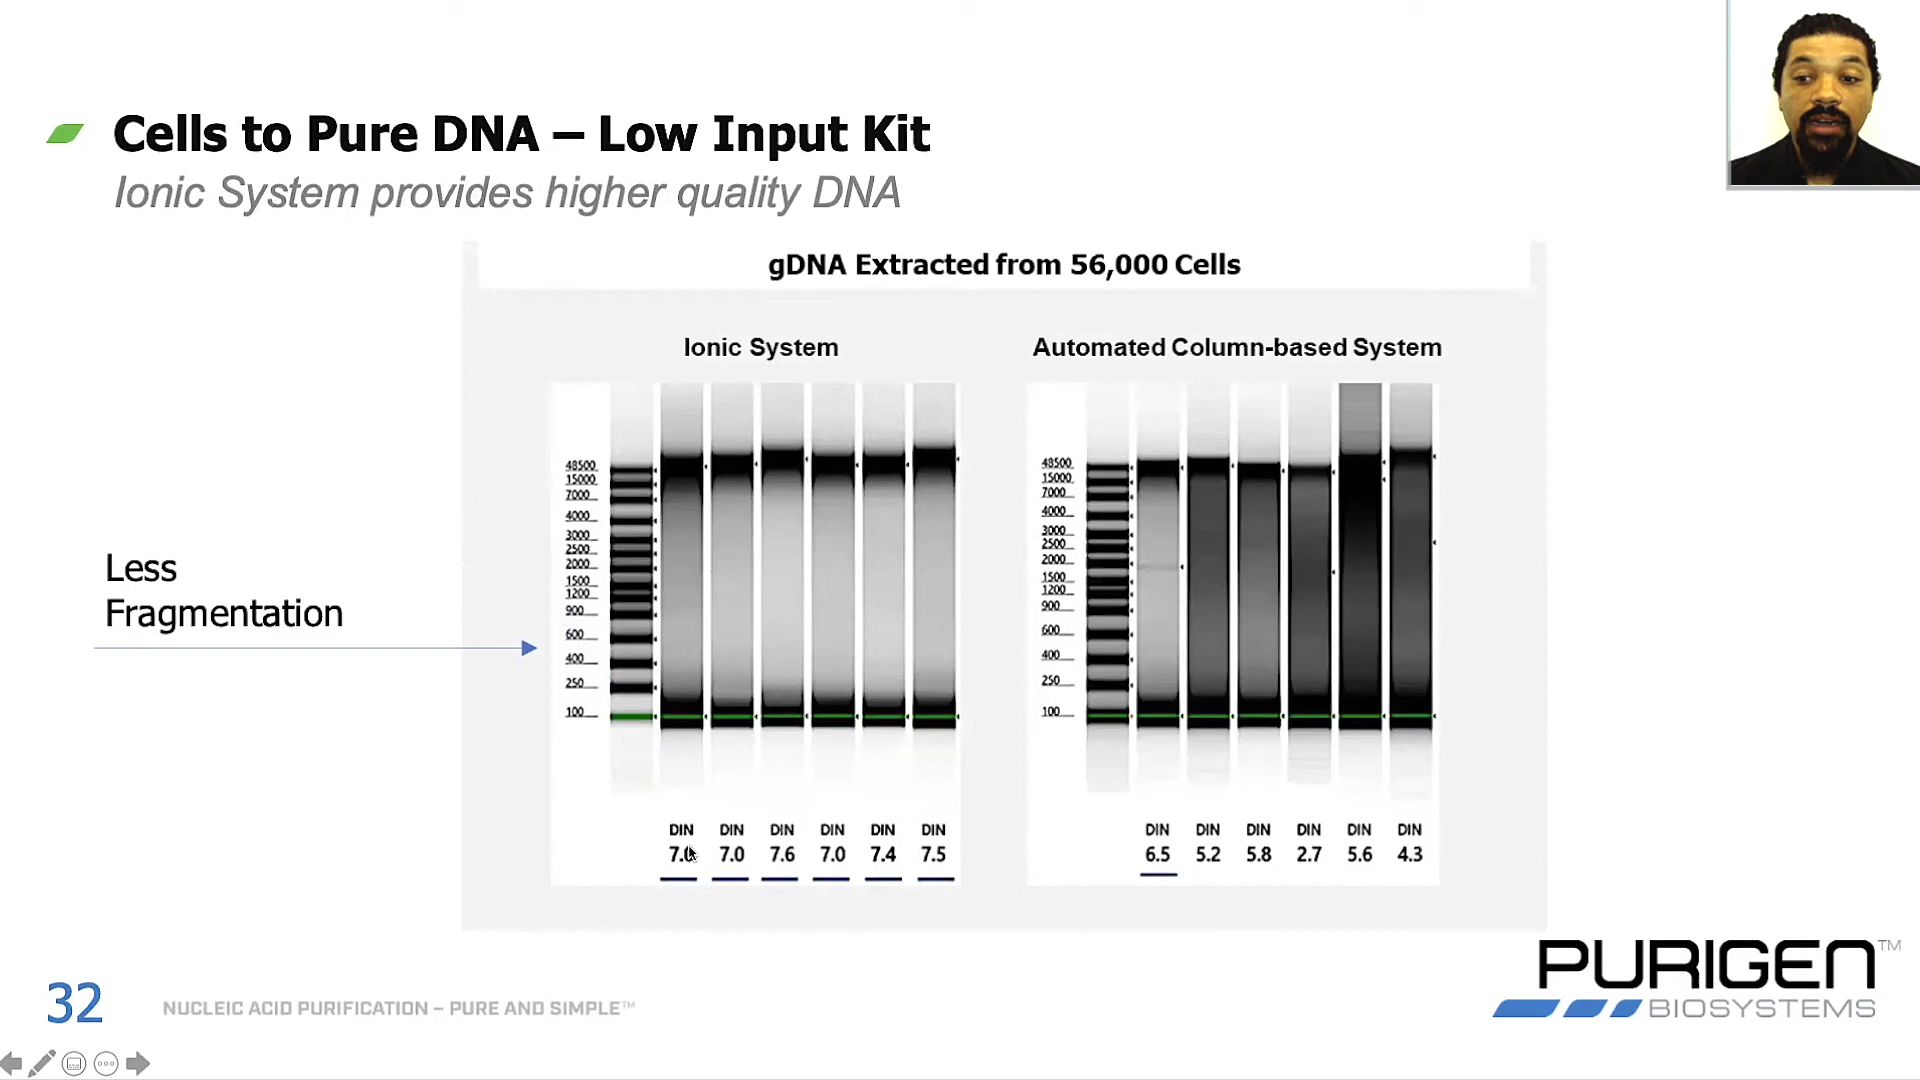 Cells to Pure DNA – Low Input Kit
Ionic System provides higher quality DNA
gDNA Extracted from 56,000 Cells
Ionic System
Automated Column-based System
Less
Fragmentation
48500
15000
7000
4000
3000
2500
2000
1500
1200
900
600
400
250
100
48500
15000
7000
4000
3000
2500
2000
1500
1200
900
600
400
250
100
DIN DIN DIN DIN DIN DIN
7.0 7.0 7.6 7.0 7.4 7.5
DIN DIN DIN DIN DIN DIN
6.5 5.2 5.8 2.7 5.6 4.3
32
NUCLEIC ACID PURIFICATION – PURE AND SIMPLE™
PURIGEN™
BIOSYSTEMS